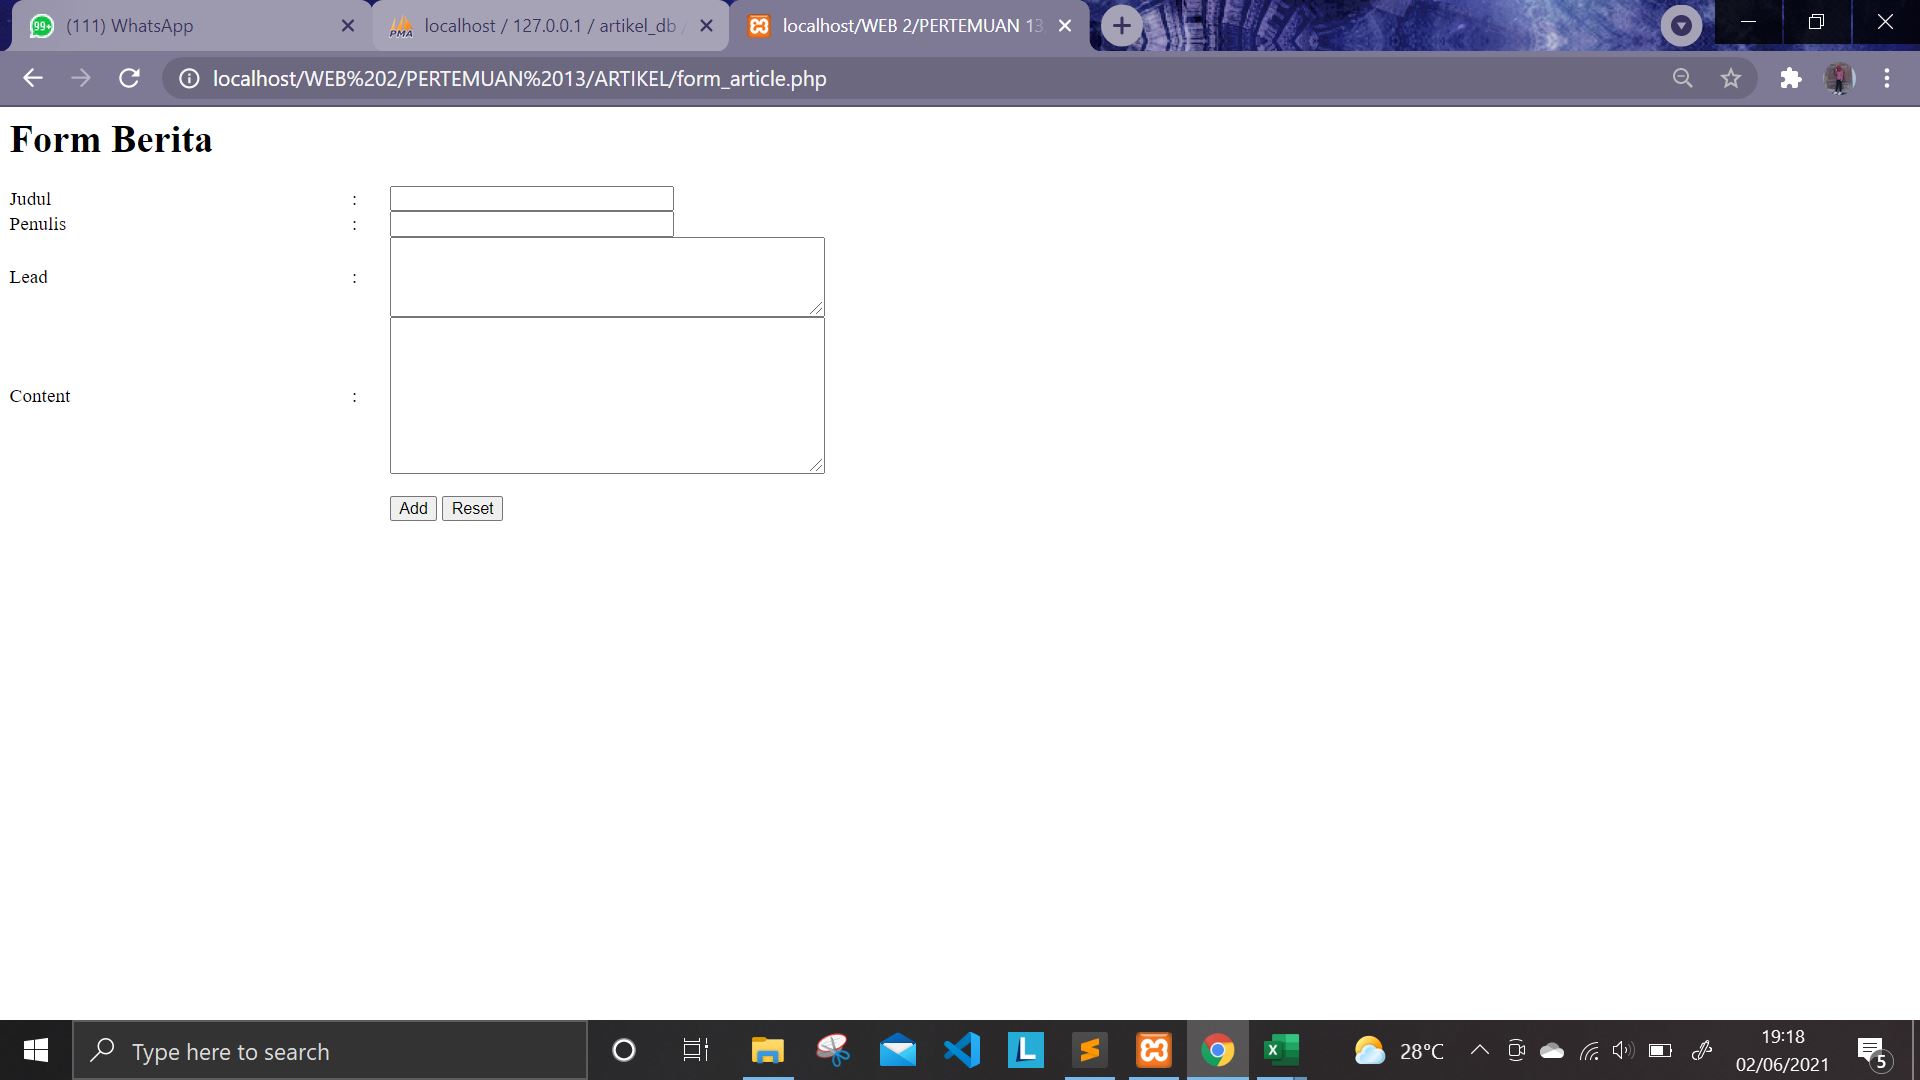 (111) WhatsApp
localhost / 127.0.0.1 / artikel_db /
localhost/WEB 2/PERTEMUAN 13
localhost/WEB%202/PERTEMUAN%2013/ARTIKEL/form_article.php
Form Berita
Judul :
Penulis :
Lead :
Content :
Add Reset
Type here to search
28°C
19:18
02/06/2021
5
99+
PMA
L
X